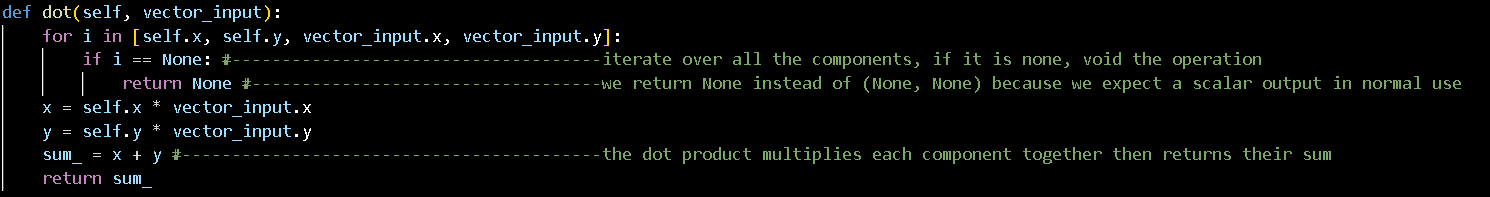 def dot(self, vector_input):
    for i in [self.x, self.y, vector_input.x, vector_input.y]:
        if i == None: #-------------------------------------iterate over all the components, if it is none, void the operation
            return None #-----------------------------------we return None instead of (None, None) because we expect a scalar output in normal use
    x = self.x * vector_input.x
    y = self.y * vector_input.y
    sum_ = x + y #------------------------------------------the dot product multiplies each component together then returns their sum
    return sum_